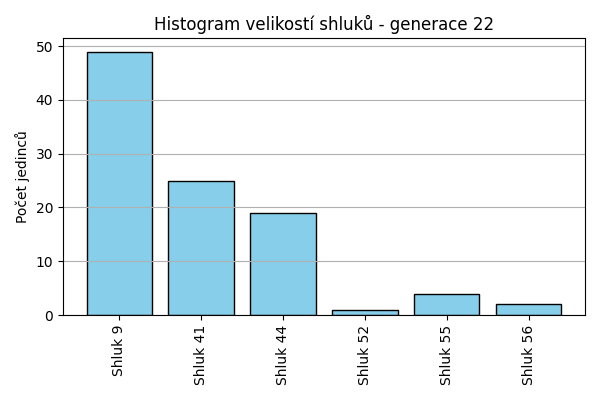 Histogram velikostí shluků - generace 22
Počet jedinců
50
40
30
20
10
0
Shluk 9
Shluk 41
Shluk 44
Shluk 52
Shluk 55
Shluk 56